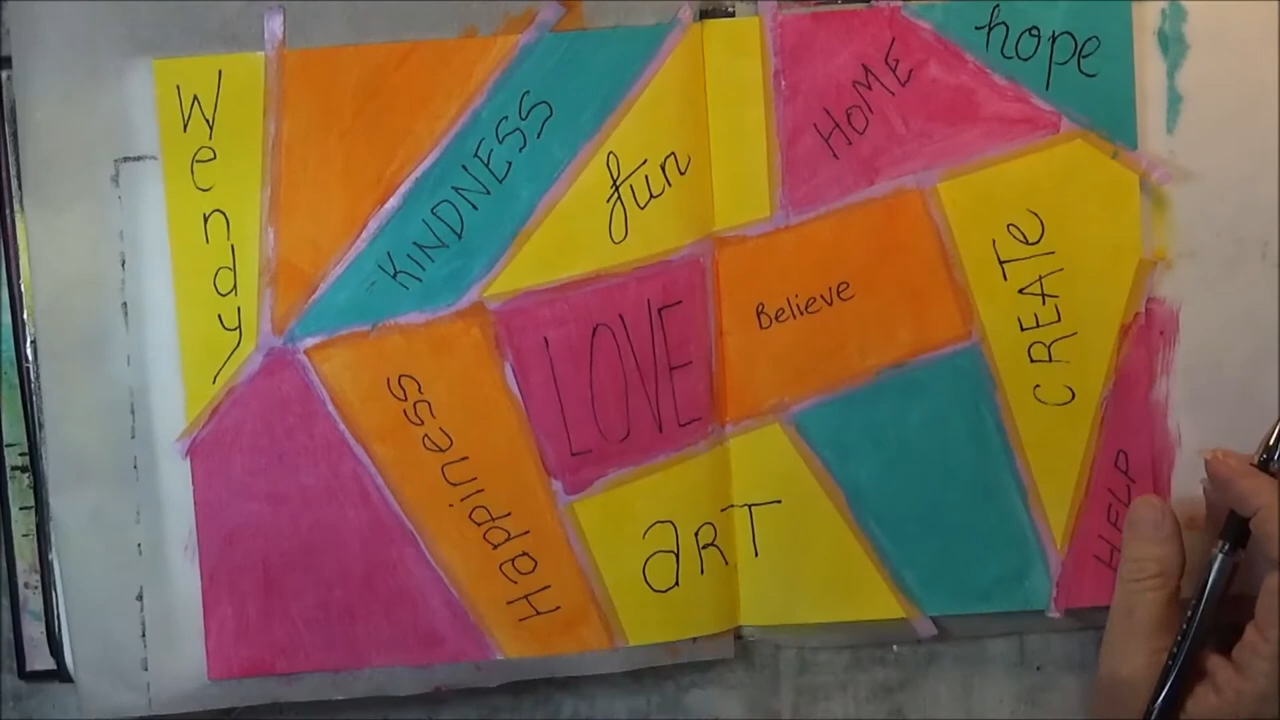 Wendy
KINDNESS
fun
HOME
hope
Happiness
LOVE
Believe
CREATe
aRT
HELP